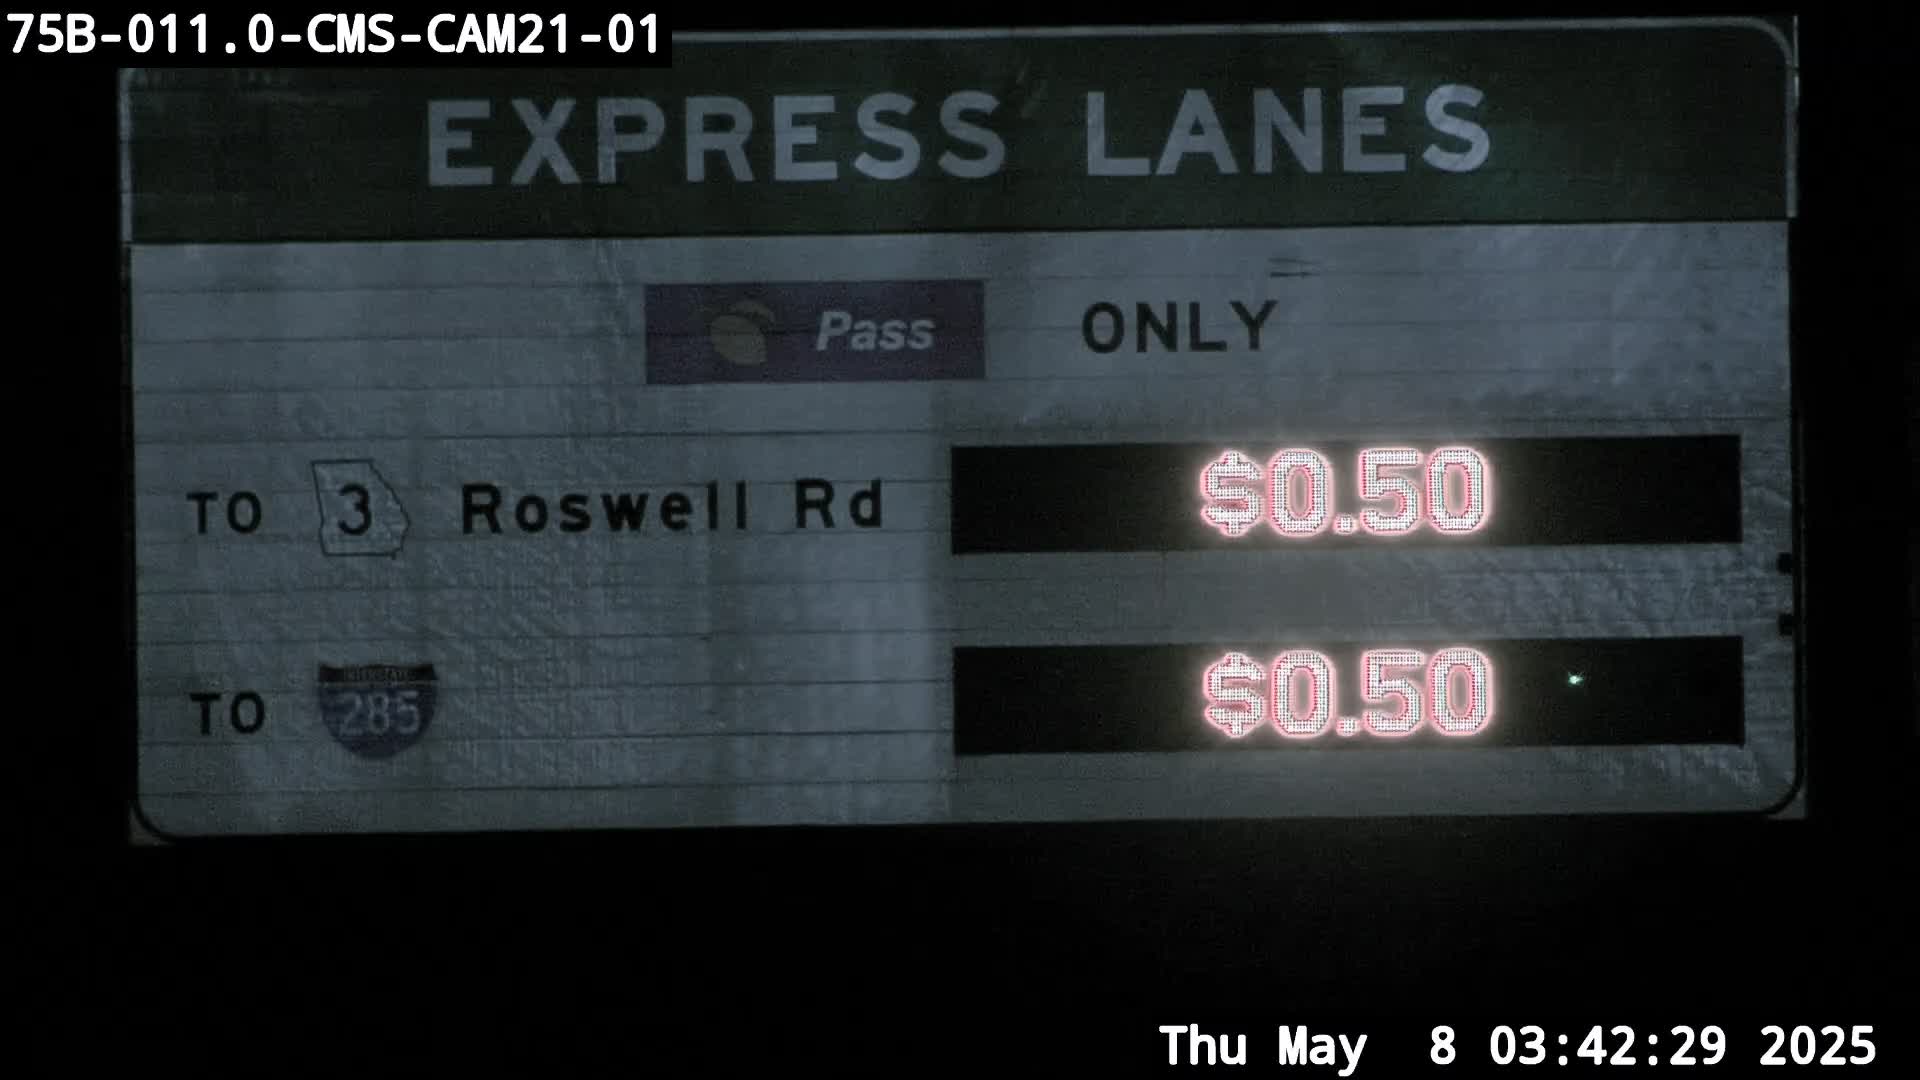 75B-011.0-CMS-CAM21-01
EXPRESS LANES
Pass ONLY
TO 3 Roswell Rd $0.50
TO INTERSTATE 285 $0.50
Thu May 8 03:42:29 2025